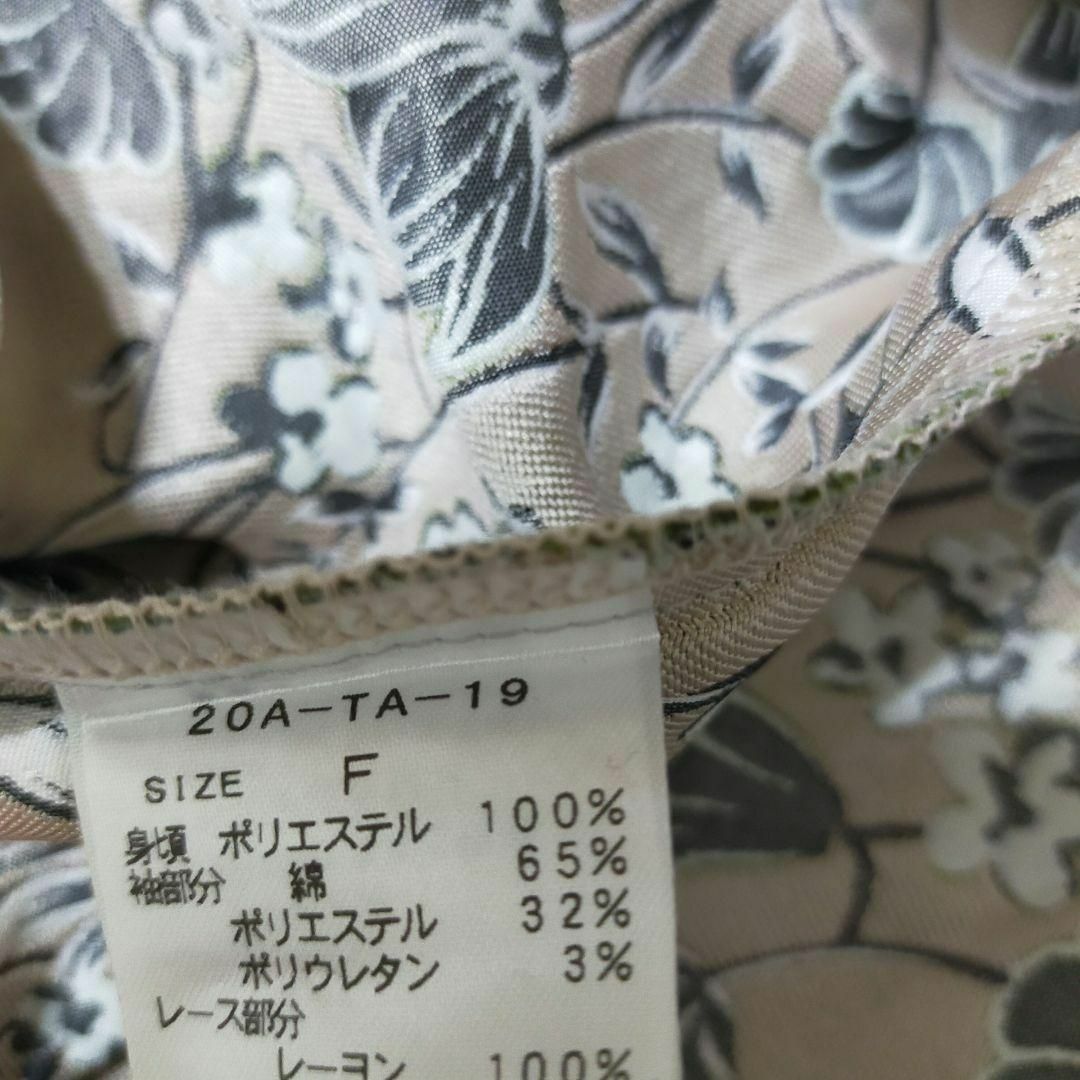 20A-TA-19
SIZE F
身頃 ポリエステル 100%
袖部分 綿 65%
ポリエステル 32%
ポリウレタン 3%
レース部分
レーヨン 100%